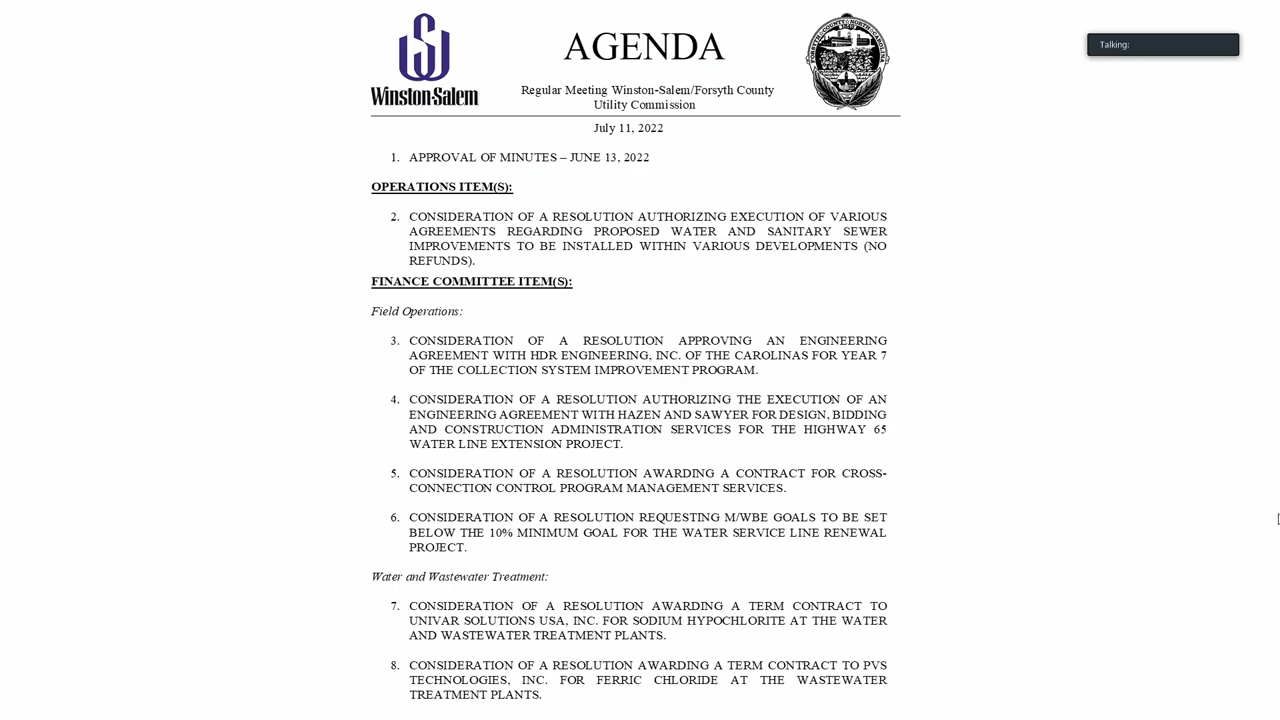 AGENDA
Winston-Salem
FORSYTH COUNTY NORTH CAROLINA
Talking:
Regular Meeting Winston-Salem/Forsyth County
Utility Commission
July 11, 2022
1. APPROVAL OF MINUTES – JUNE 13, 2022
OPERATIONS ITEM(S):
2. CONSIDERATION OF A RESOLUTION AUTHORIZING EXECUTION OF VARIOUS
AGREEMENTS REGARDING PROPOSED WATER AND SANITARY SEWER
IMPROVEMENTS TO BE INSTALLED WITHIN VARIOUS DEVELOPMENTS (NO
REFUNDS).
FINANCE COMMITTEE ITEM(S):
Field Operations:
3. CONSIDERATION OF A RESOLUTION APPROVING AN ENGINEERING
AGREEMENT WITH HDR ENGINEERING, INC. OF THE CAROLINAS FOR YEAR 7
OF THE COLLECTION SYSTEM IMPROVEMENT PROGRAM.
4. CONSIDERATION OF A RESOLUTION AUTHORIZING THE EXECUTION OF AN
ENGINEERING AGREEMENT WITH HAZEN AND SAWYER FOR DESIGN, BIDDING
AND CONSTRUCTION ADMINISTRATION SERVICES FOR THE HIGHWAY 65
WATER LINE EXTENSION PROJECT.
5. CONSIDERATION OF A RESOLUTION AWARDING A CONTRACT FOR CROSS-
CONNECTION CONTROL PROGRAM MANAGEMENT SERVICES.
6. CONSIDERATION OF A RESOLUTION REQUESTING M/WBE GOALS TO BE SET
BELOW THE 10% MINIMUM GOAL FOR THE WATER SERVICE LINE RENEWAL
PROJECT.
Water and Wastewater Treatment:
7. CONSIDERATION OF A RESOLUTION AWARDING A TERM CONTRACT TO
UNIVAR SOLUTIONS USA, INC. FOR SODIUM HYPOCHLORITE AT THE WATER
AND WASTEWATER TREATMENT PLANTS.
8. CONSIDERATION OF A RESOLUTION AWARDING A TERM CONTRACT TO PVS
TECHNOLOGIES, INC. FOR FERRIC CHLORIDE AT THE WASTEWATER
TREATMENT PLANTS.